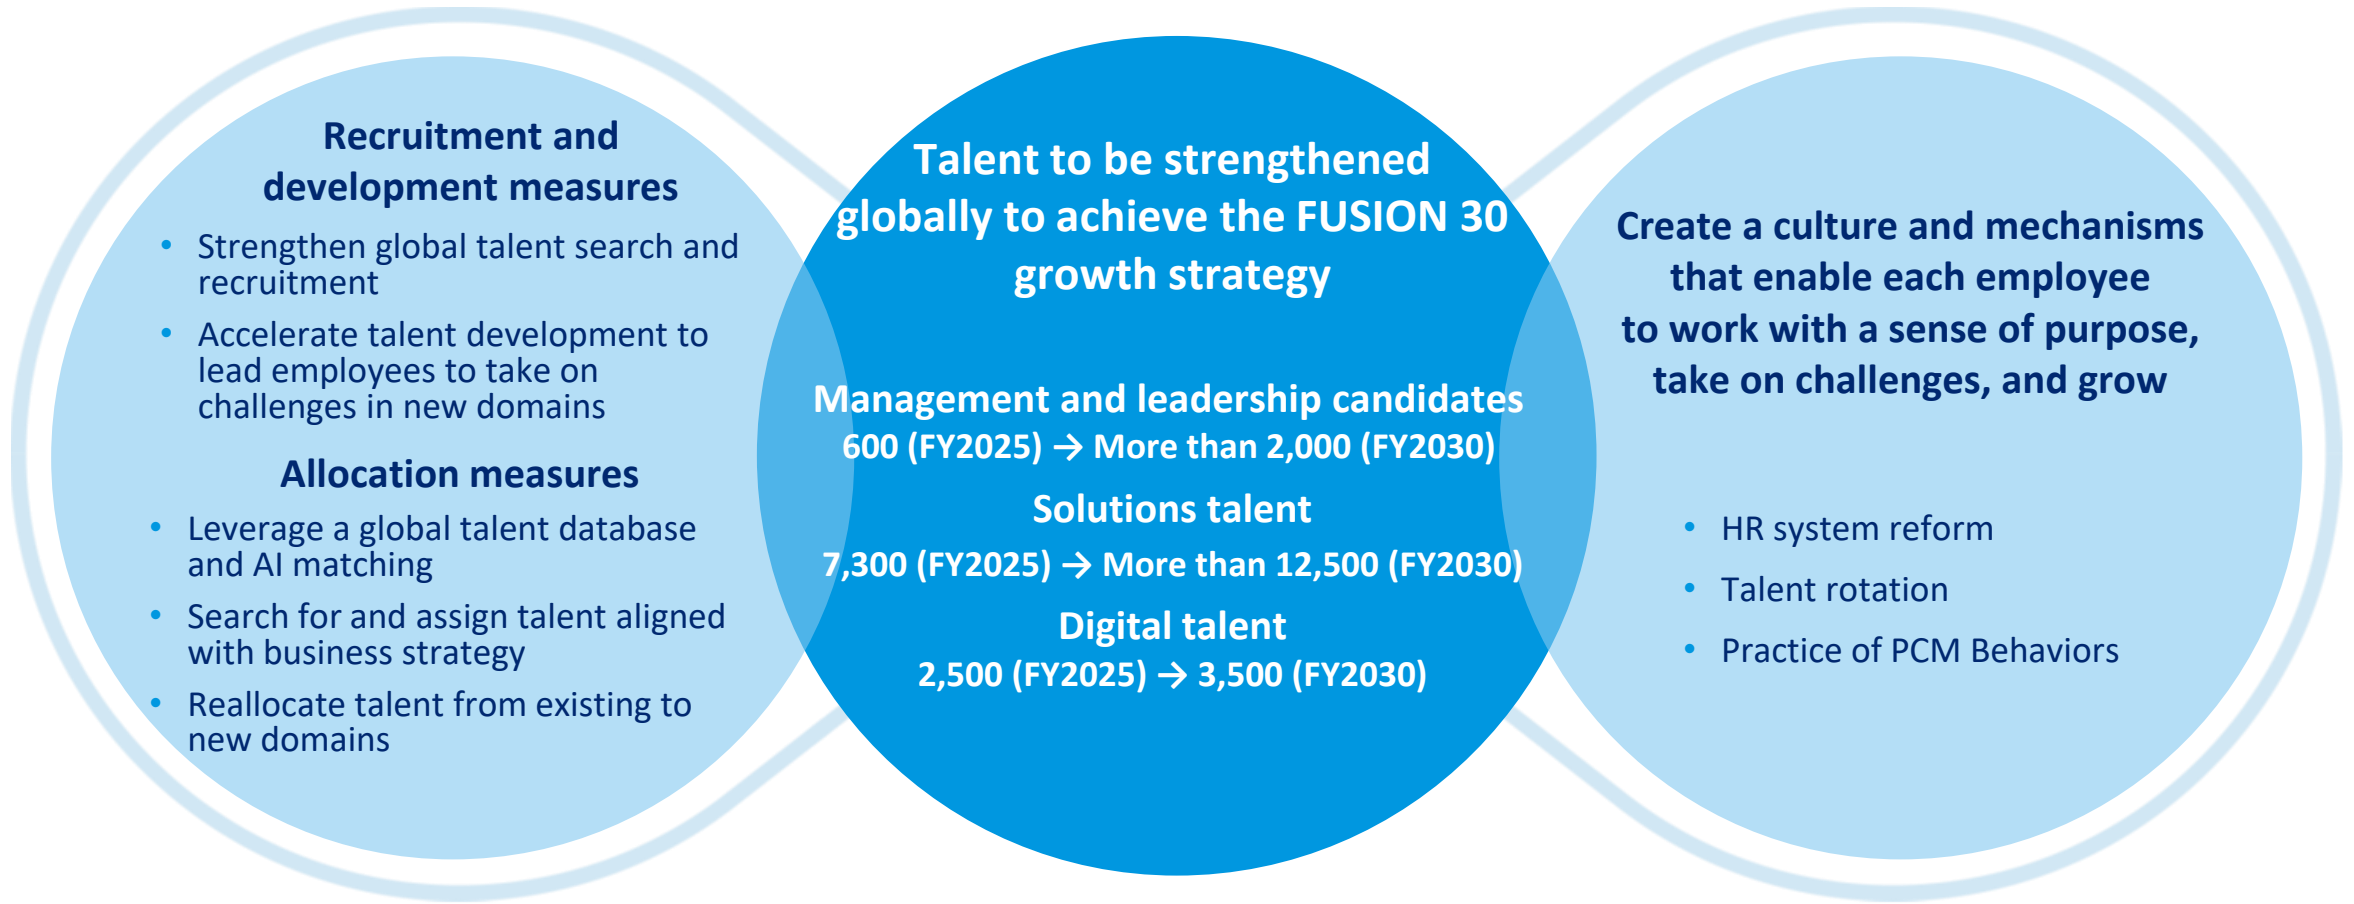 Recruitment and
development measures
• Strengthen global talent search and
recruitment
• Accelerate talent development to
lead employees to take on
challenges in new domains
Allocation measures
• Leverage a global talent database
and AI matching
• Search for and assign talent aligned
with business strategy
• Reallocate talent from existing to
new domains
Talent to be strengthened
globally to achieve the FUSION 30
growth strategy
Management and leadership candidates
600 (FY2025) → More than 2,000 (FY2030)
Solutions talent
7,300 (FY2025) → More than 12,500 (FY2030)
Digital talent
2,500 (FY2025) → 3,500 (FY2030)
Create a culture and mechanisms
that enable each employee
to work with a sense of purpose,
take on challenges, and grow
• HR system reform
• Talent rotation
• Practice of PCM Behaviors